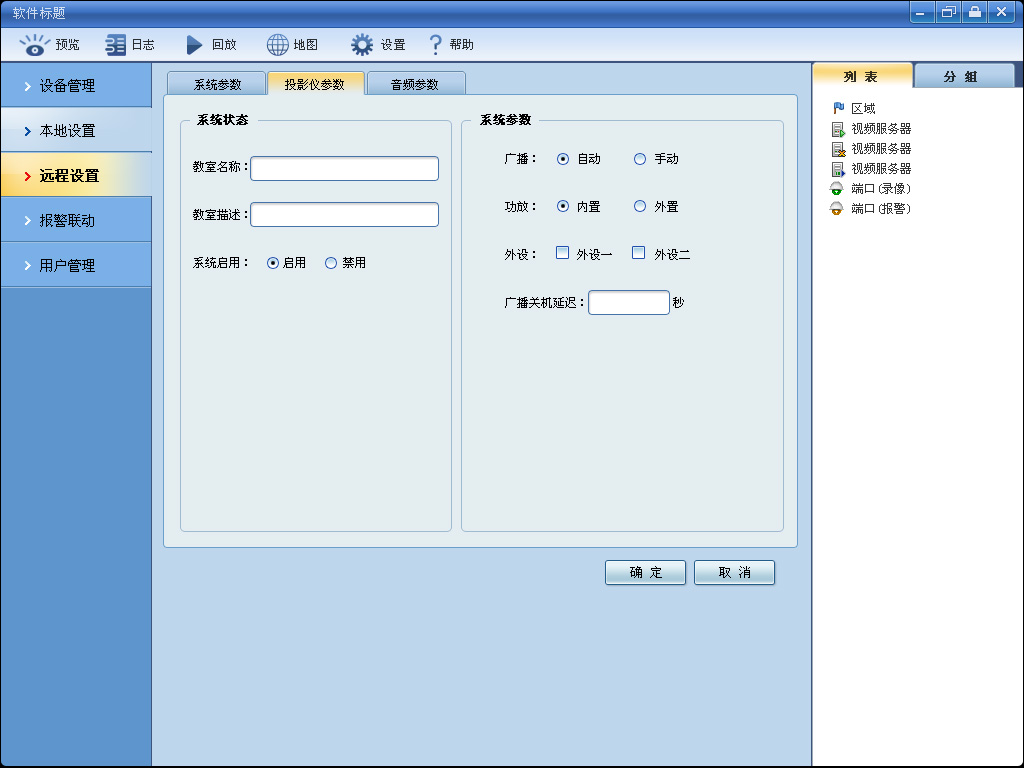 软件标题
预览 日志 回放 地图 设置 帮助
设备管理
本地设置
远程设置
报警联动
用户管理
系统参数 投影仪参数 音频参数
系统状态
教室名称：
教室描述：
系统启用： 启用 禁用
系统参数
广播： 自动 手动
功放： 内置 外置
外设： 外设一 外设二
广播关机延迟： 秒
确 定 取 消
列 表 分 组
区域
视频服务器
视频服务器
视频服务器
端口(录像)
端口(报警)